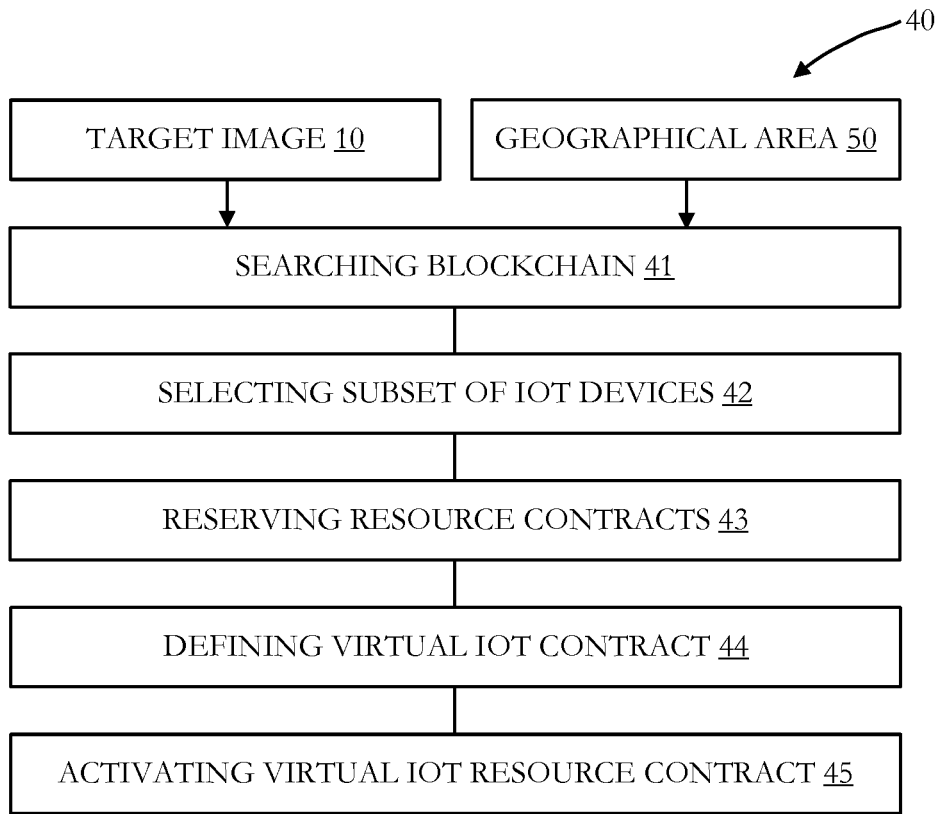 40
TARGET IMAGE 10
GEOGRAPHICAL AREA 50
SEARCHING BLOCKCHAIN 41
SELECTING SUBSET OF IOT DEVICES 42
RESERVING RESOURCE CONTRACTS 43
DEFINING VIRTUAL IOT CONTRACT 44
ACTIVATING VIRTUAL IOT RESOURCE CONTRACT 45